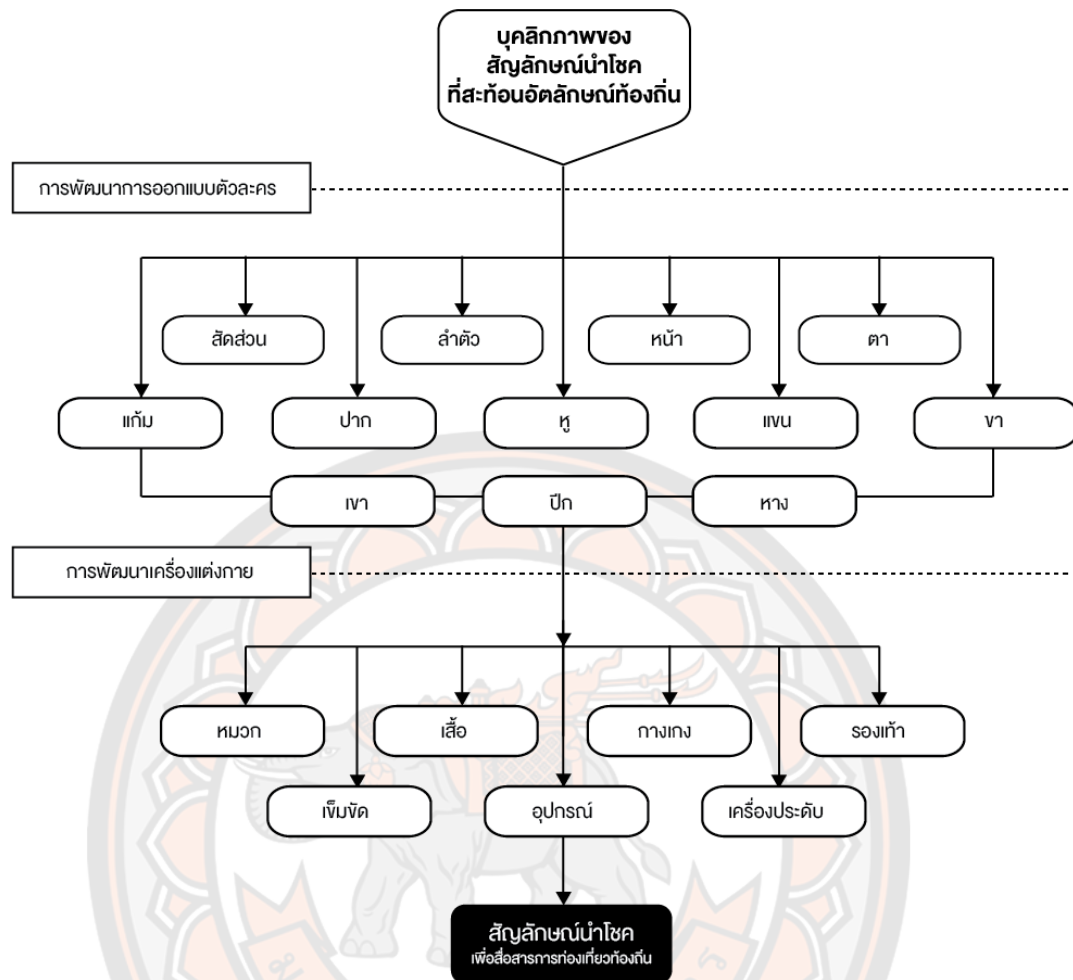 บุคลิกภาพของ
สัญลักษณ์นำโชค
ที่สะท้อนอัตลักษณ์ท้องถิ่น
การพัฒนาการออกแบบตัวละคร
สัดส่วน
ลำตัว
หน้า
ตา
แก้ม
ปาก
หู
แขน
ขา
เขา
ปีก
หาง
การพัฒนาเครื่องแต่งกาย
หมวก
เสื้อ
กางเกง
รองเท้า
เข็มขัด
อุปกรณ์
เครื่องประดับ
สัญลักษณ์นำโชค
เพื่อสื่อสารการท่องเที่ยวท้องถิ่น